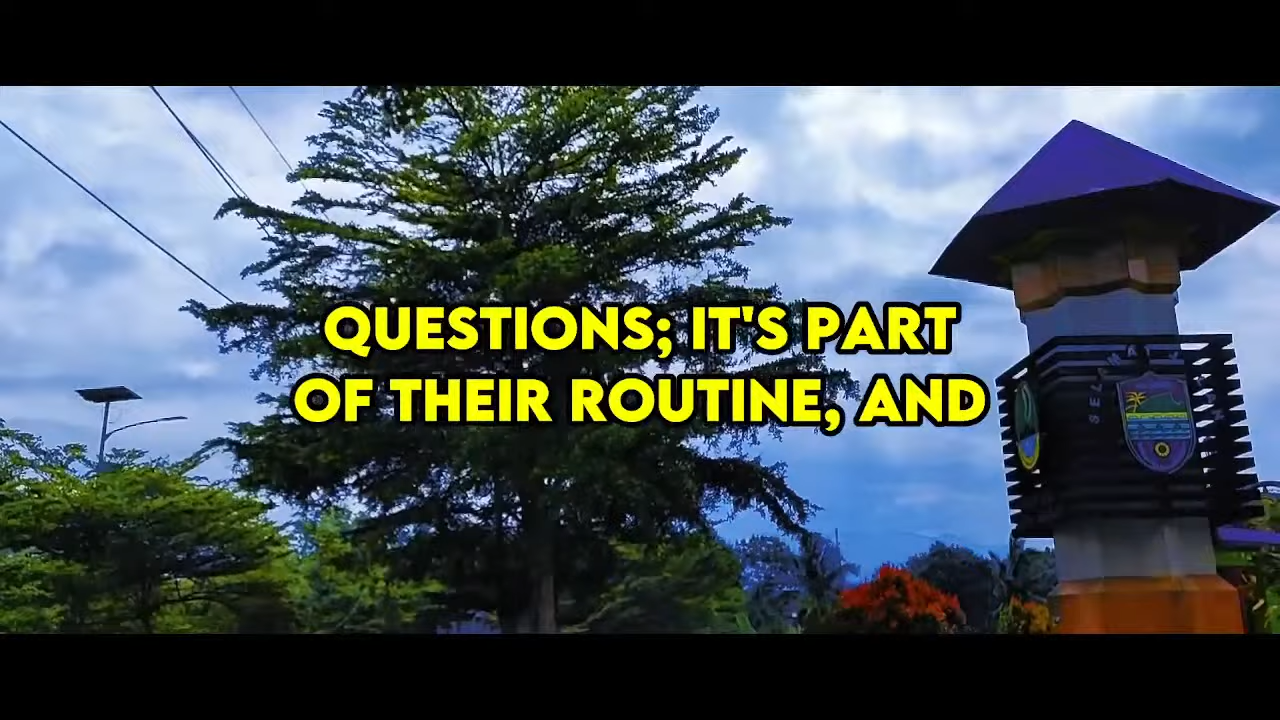 QUESTIONS; IT'S PART
OF THEIR ROUTINE, AND